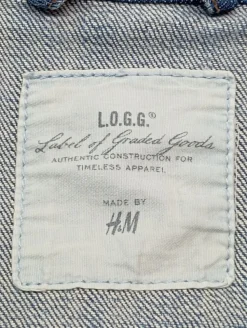 L.O.G.G.®
Label of Graded Goods
AUTHENTIC CONSTRUCTION FOR
TIMELESS APPAREL
MADE BY
H&M